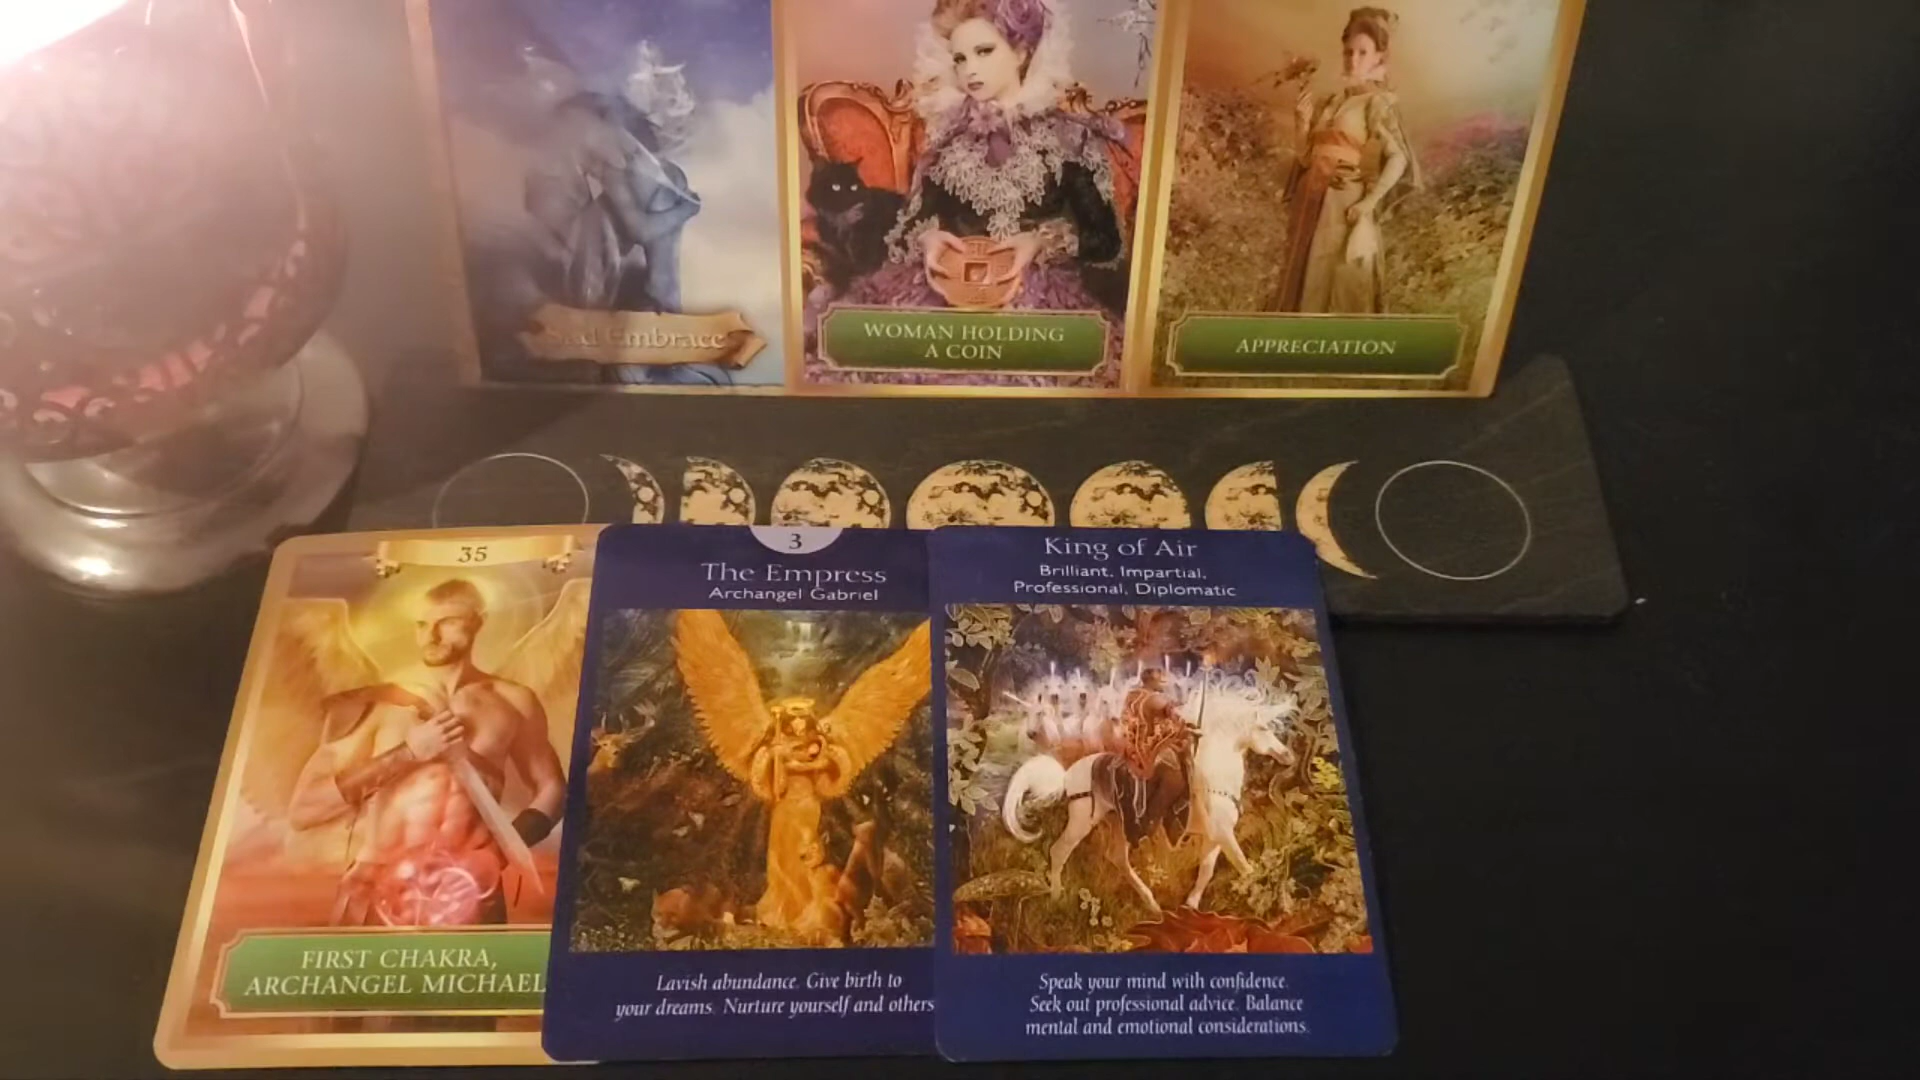 Sad Embrace
WOMAN HOLDING
A COIN
APPRECIATION
35
FIRST CHAKRA,
ARCHANGEL MICHAEL
3
The Empress
Archangel Gabriel
Lavish abundance. Give birth to
your dreams. Nurture yourself and others
King of Air
Brilliant, Impartial,
Professional, Diplomatic
Speak your mind with confidence.
Seek out professional advice. Balance
mental and emotional considerations.